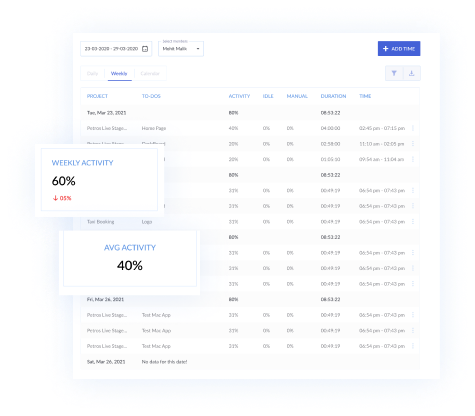 Select members
23-03-2020 - 29-03-2020 Mohit Malik + ADD TIME
Daily Weekly Calendar
PROJECT TO-DOS ACTIVITY IDLE MANUAL DURATION TIME
Tue, Mar 23, 2021 80% 08:53:22
Petros Live Stage... Home Page 40% 0% 0% 04:00:00 02:45 pm - 07:15 pm
20% 0% 0% 02:58:00 11:10 am - 02:05 pm
20% 0% 0% 01:05:10 09:54 am - 11:04 am
WEEKLY ACTIVITY
60%
↓ 05%
80% 08:53:22
31% 0% 0% 00:49:19 06:54 pm - 07:43 pm
31% 0% 0% 00:49:19 06:54 pm - 07:43 pm
Taxi Booking Logo 31% 0% 0% 00:49:19 06:54 pm - 07:43 pm
80% 08:53:22
AVG ACTIVITY
40%
31% 0% 0% 00:49:19 06:54 pm - 07:43 pm
31% 0% 0% 00:49:19 06:54 pm - 07:43 pm
31% 0% 0% 00:49:19 06:54 pm - 07:43 pm
Fri, Mar 26, 2021 80% 08:53:22
Petros Live Stage... Test Mac App 31% 0% 0% 00:49:19 06:54 pm - 07:43 pm
Petros Live Stage... Test Mac App 31% 0% 0% 00:49:19 06:54 pm - 07:43 pm
Petros Live Stage... Test Mac App 31% 0% 0% 00:49:19 06:54 pm - 07:43 pm
Sat, Mar 26, 2021 No data for this date!